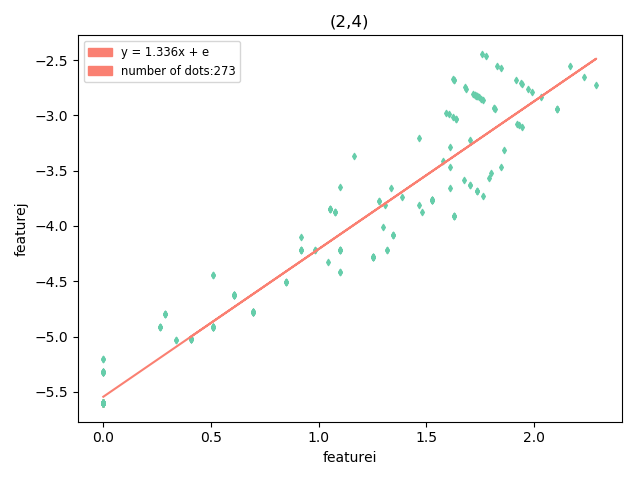 (2,4)
y = 1.336x + e
number of dots:273
−2.5
−3.0
−3.5
−4.0
−4.5
−5.0
−5.5
featurej
0.0 0.5 1.0 1.5 2.0
featurei